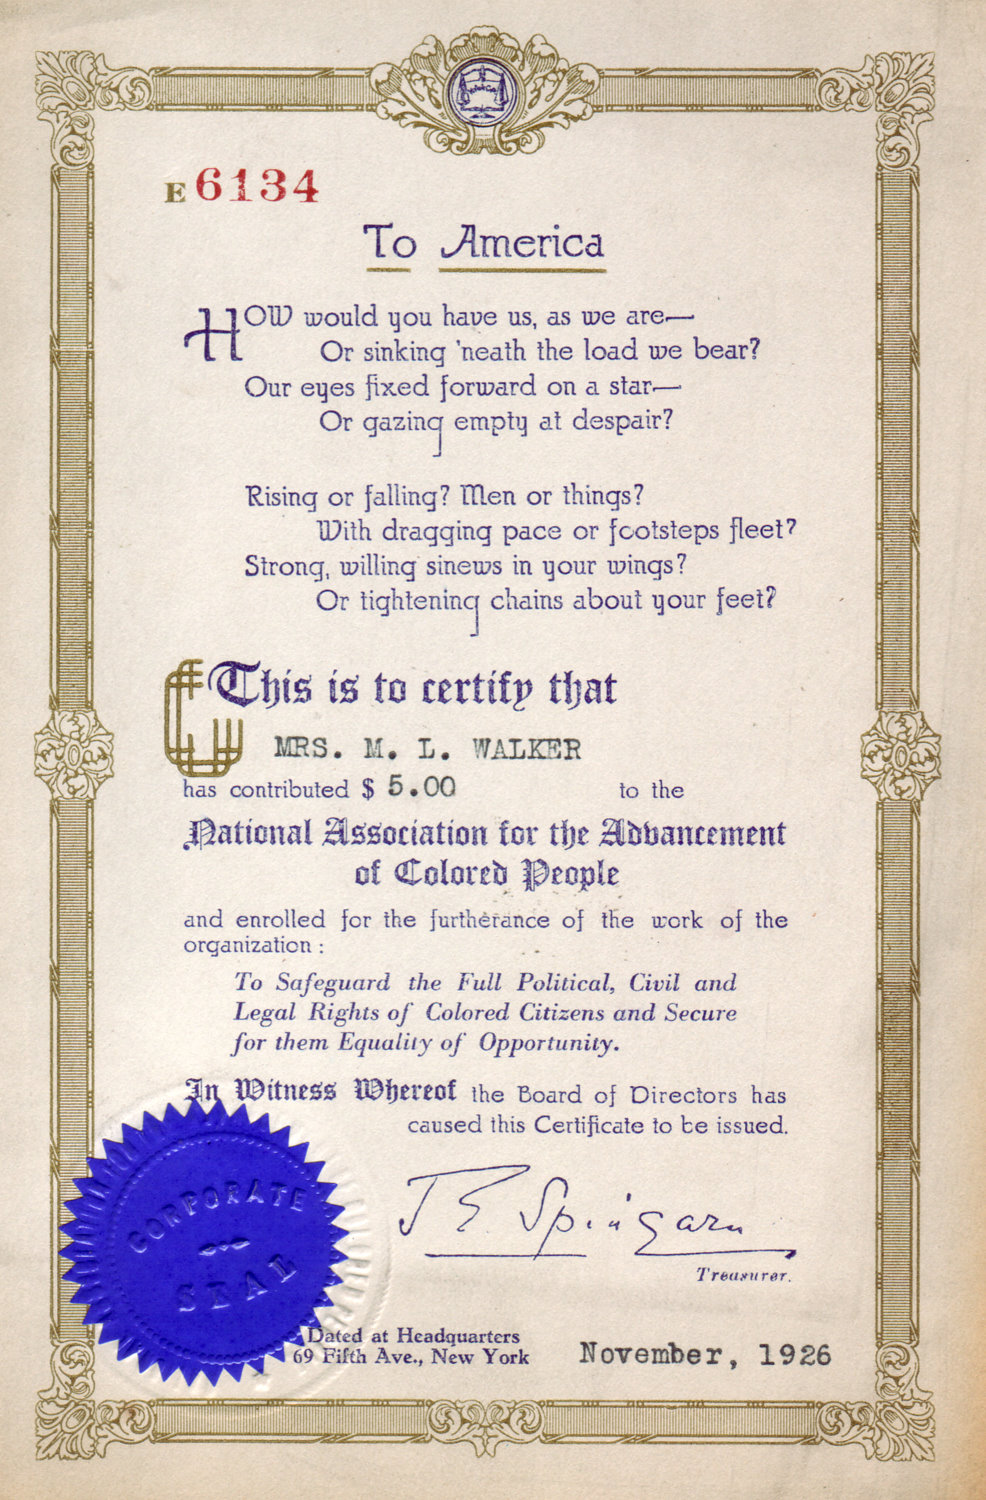 E 6134
To America
HOW would you have us, as we are—
Or sinking 'neath the load we bear?
Our eyes fixed forward on a star—
Or gazing empty at despair?
Rising or falling? Men or things?
With dragging pace or footsteps fleet?
Strong, willing sinews in your wings?
Or tightening chains about your feet?
This is to certify that
MRS. M. L. WALKER
has contributed $ 5.00 to the
National Association for the Advancement
of Colored People
and enrolled for the furtherance of the work of the
organization :
To Safeguard the Full Political, Civil and
Legal Rights of Colored Citizens and Secure
for them Equality of Opportunity.
In Witness Whereof the Board of Directors has
caused this Certificate to be issued.
J E Spingarn
Treasurer.
CORPORATE
SEAL
Dated at Headquarters
69 Fifth Ave., New York
November, 1926